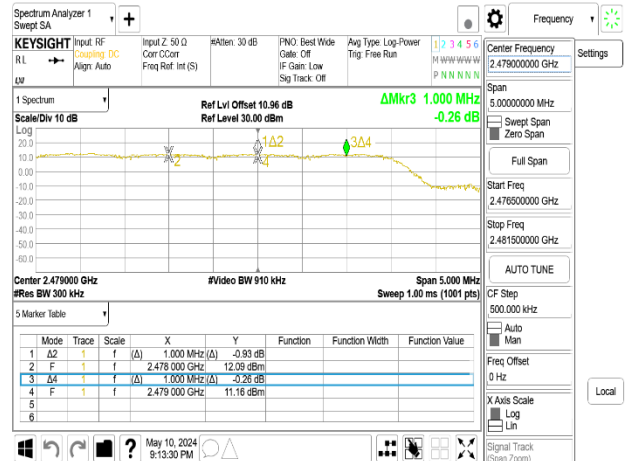 Spectrum Analyzer 1
Swept SA
+
Frequency
KEYSIGHT
RL
Input: RF
Coupling: DC
Align: Auto
Input Z: 50 Ω
Corr CCorr
Freq Ref: Int (S)
#Atten: 30 dB
PNO: Best Wide
Gate: Off
IF Gain: Low
Sig Track: Off
Avg Type: Log-Power
Trig: Free Run
1 2 3 4 5 6
M W W W W W
P N N N N N
Center Frequency
2.479000000 GHz
Settings
Span
5.00000000 MHz
Swept Span
Zero Span
Full Span
Start Freq
2.476500000 GHz
Stop Freq
2.481500000 GHz
AUTO TUNE
CF Step
500.000 kHz
Auto
Man
Freq Offset
0 Hz
X Axis Scale
Log
Lin
Signal Track
(Span Zoom)
Local
1 Spectrum
Scale/Div 10 dB
Ref Lvl Offset 10.96 dB
Ref Level 30.00 dBm
ΔMkr3 1.000 MHz
-0.26 dB
Log
20.0
10.0
0.00
-10.0
-20.0
-30.0
-40.0
-50.0
-60.0
2
1Δ2
4
3Δ4
Center 2.479000 GHz
#Video BW 910 kHz
Span 5.000 MHz
#Res BW 300 kHz
Sweep 1.00 ms (1001 pts)
5 Marker Table
Mode Trace Scale X Y Function Function Width Function Value
1 Δ2 1 f (Δ) 1.000 MHz (Δ) -0.93 dB
2 F 1 f 2.478 000 GHz 12.09 dBm
3 Δ4 1 f (Δ) 1.000 MHz (Δ) -0.26 dB
4 F 1 f 2.479 000 GHz 11.16 dBm
5
6
?
May 10, 2024
9:13:30 PM